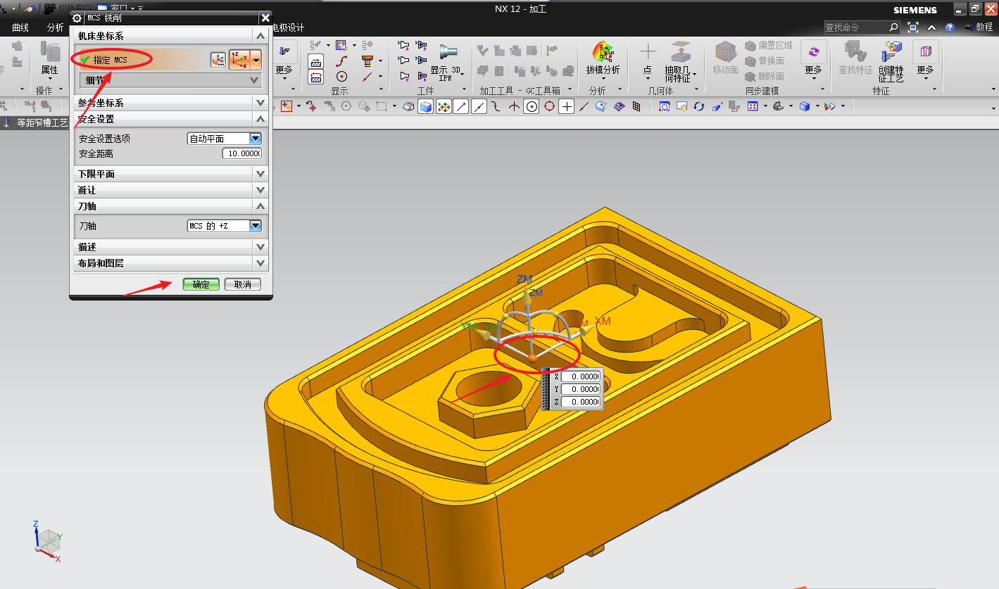 切换窗口 窗口
NX 12 - 加工
SIEMENS
MCS 铣削
曲线 分析
电极设计
查找命令
教程
机床坐标系
指定 MCS
细节
参考坐标系
安全设置
安全设置选项 自动平面
安全距离 10.0000
下限平面
避让
刀轴
刀轴 MCS 的 +Z
描述
布局和图层
确定 取消
属性
操作
更多
显示
显示 3D IPW
工件
加工工具 - GC工具箱
拔模分析
分析
点
抽取几何特征
几何体
移动面
偏置区域
替换面
删除面
更多
同步建模
查找特征
创建特征工艺
更多
特征
等距窄槽工艺
ZM
ZM
YM
YM
XM
XM
X 0.0000
Y 0.0000
Z 0.0000
Z
Y
X